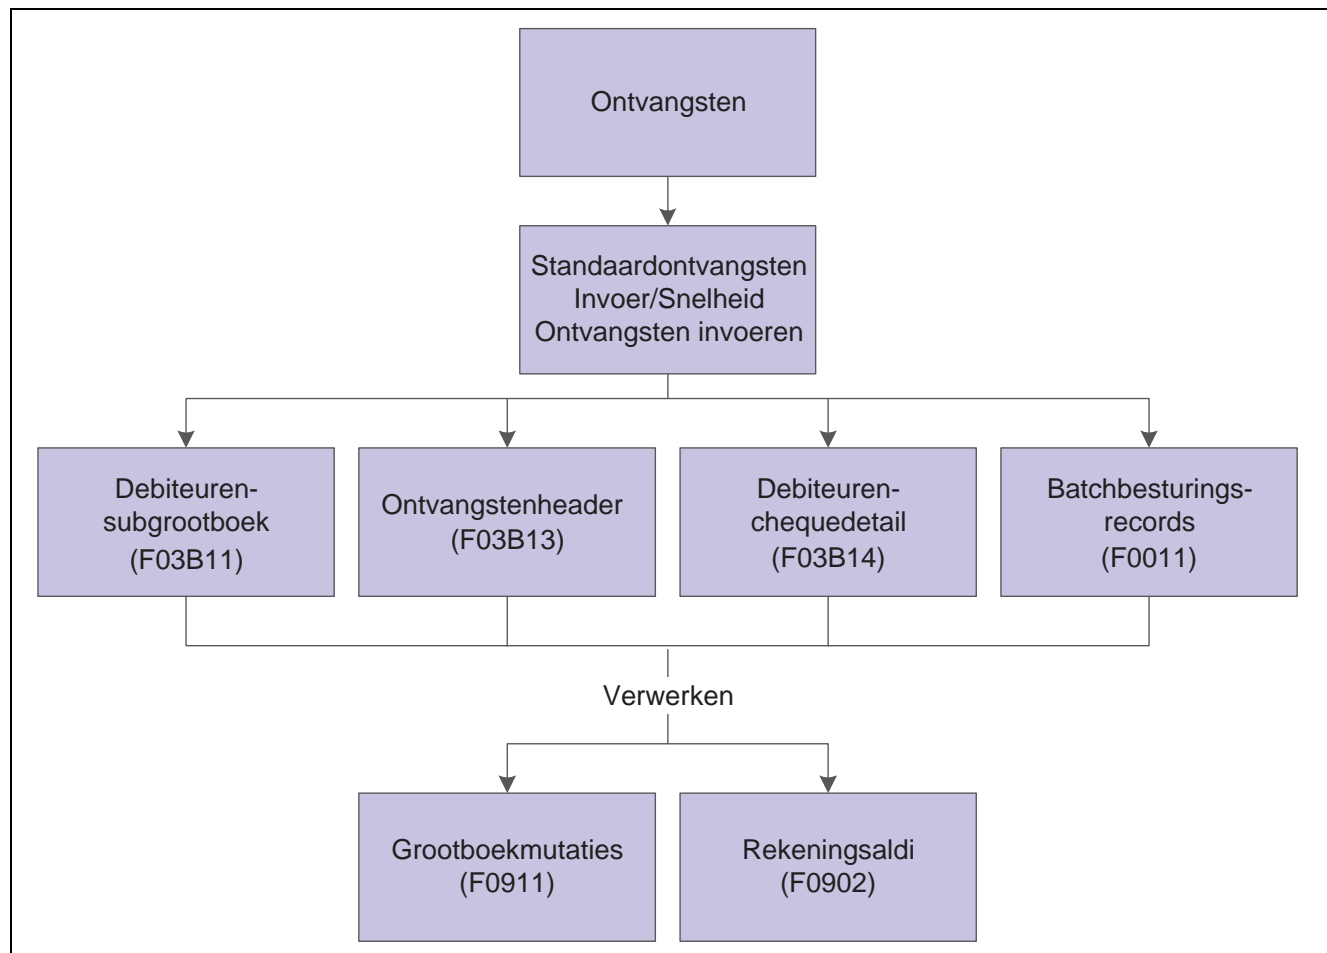 Ontvangsten
Standaardontvangsten
Invoer/Snelheid
Ontvangsten invoeren
Debiteuren-
subgrootboek
(F03B11)
Ontvangstenheader
(F03B13)
Debiteuren-
chequedetail
(F03B14)
Batchbesturings-
records
(F0011)
Verwerken
Grootboekmutaties
(F0911)
Rekeningsaldi
(F0902)